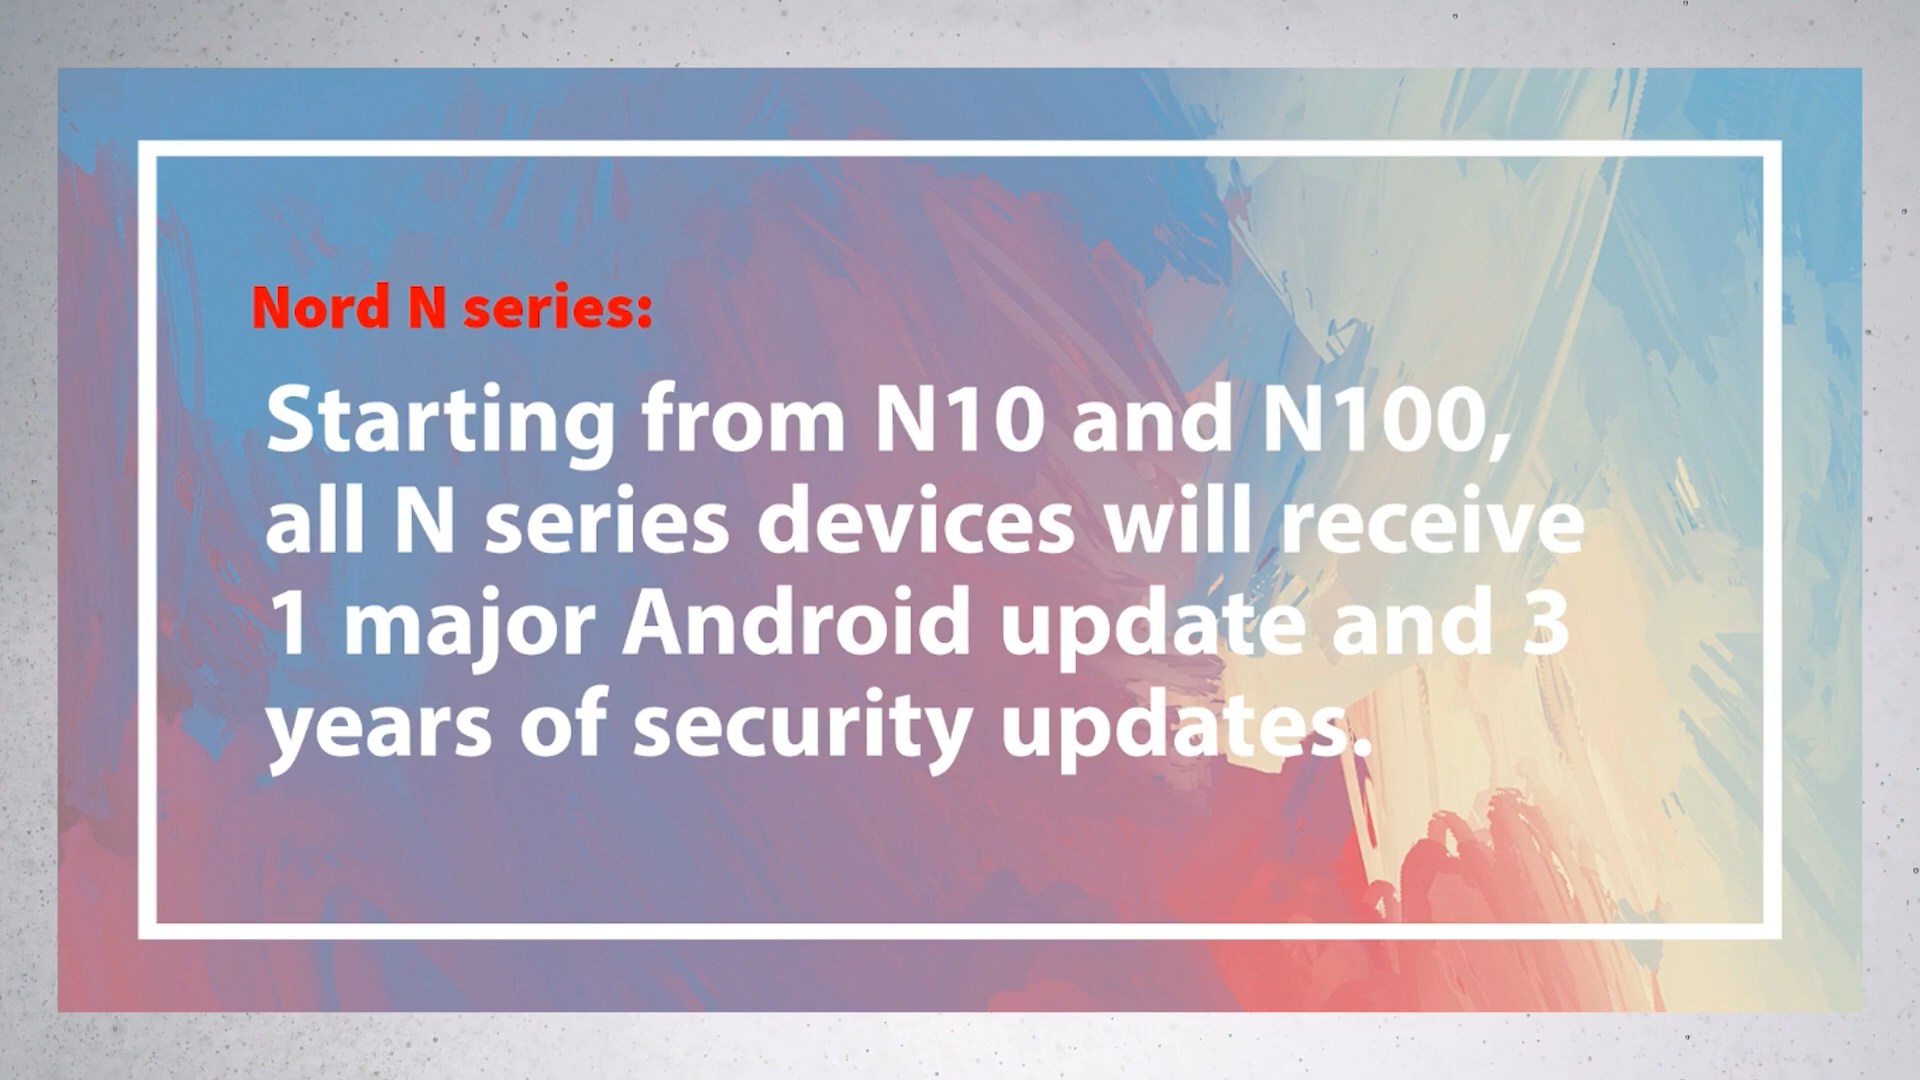 Nord N series:
Starting from N10 and N100,
all N series devices will receive
1 major Android update and 3
years of security updates.